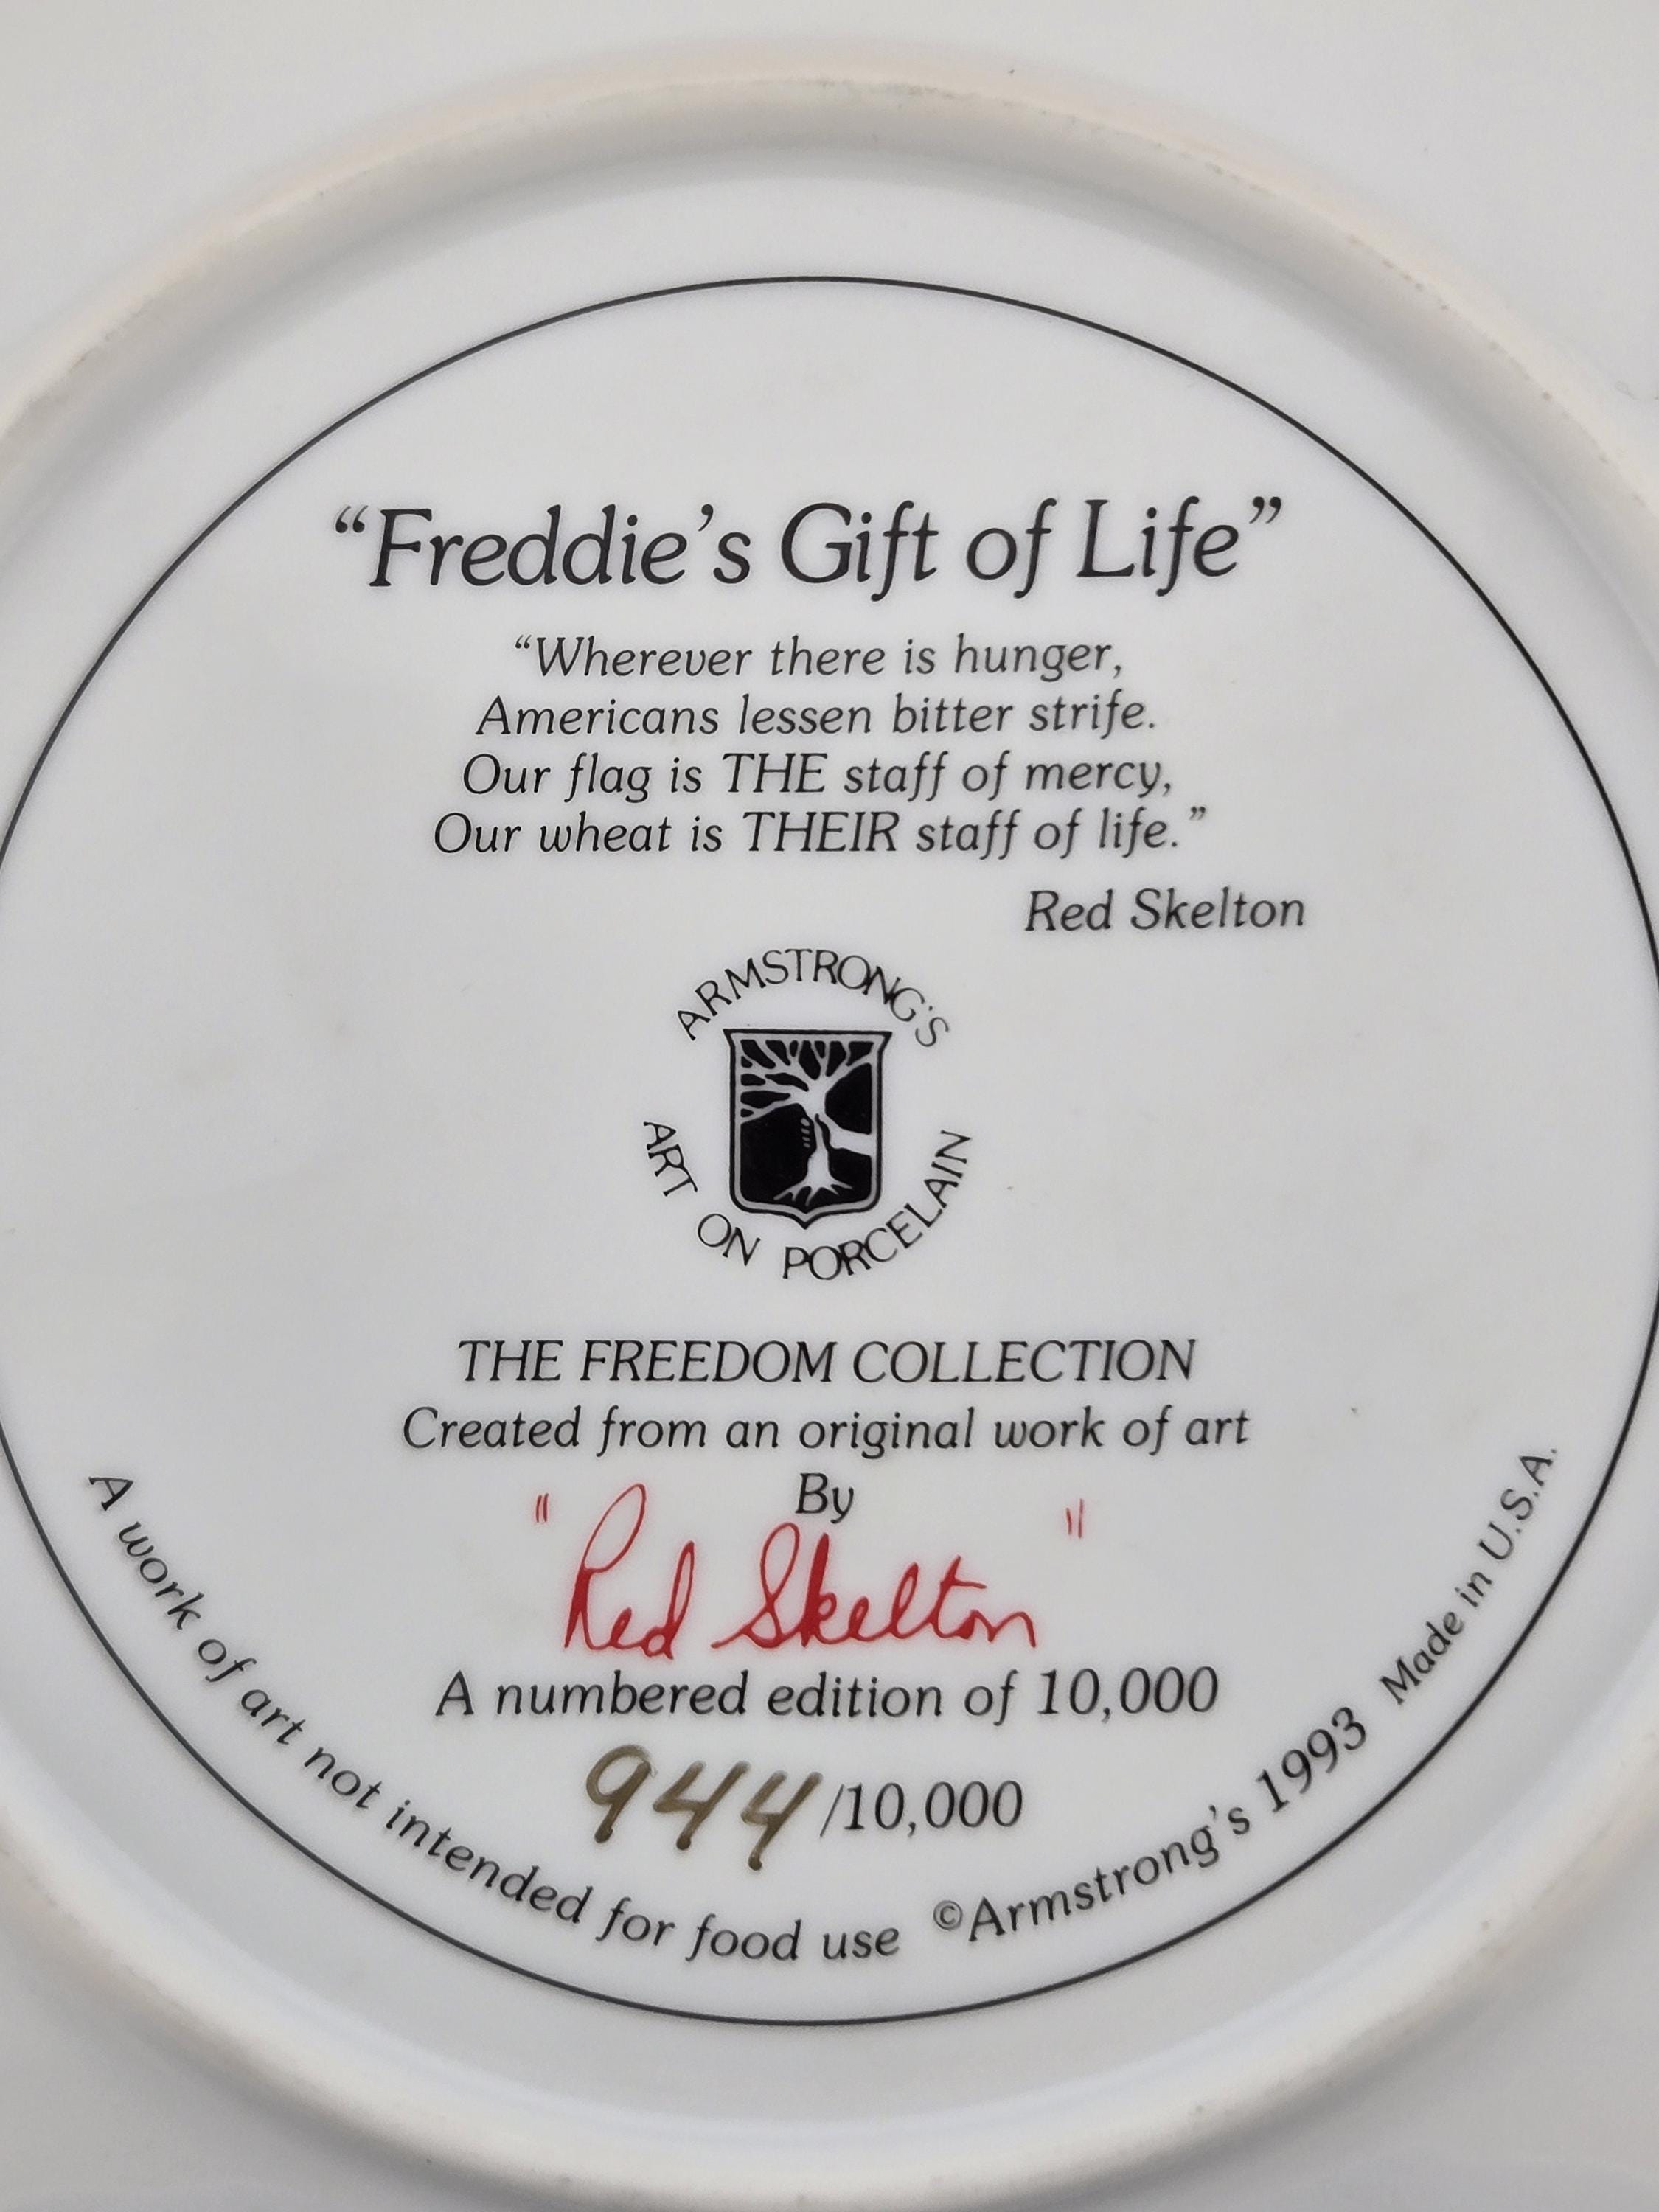 “Freddie’s Gift of Life”
“Wherever there is hunger,
Americans lessen bitter strife.
Our flag is THE staff of mercy,
Our wheat is THEIR staff of life.”
Red Skelton
ARMSTRONG'S
ART ON PORCELAIN
THE FREEDOM COLLECTION
Created from an original work of art
By
"Red Skelton"
A numbered edition of 10,000
944/10,000
A work of art not intended for food use ©Armstrong's 1993 Made in U.S.A.